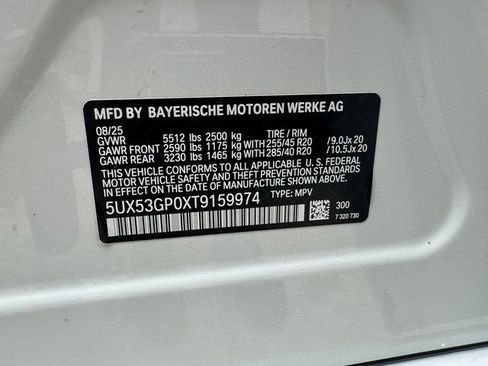 MFD BY BAYERISCHE MOTOREN WERKE AG
08/25
GVWR 5512 lbs 2500 kg TIRE / RIM
GAWR FRONT 2590 lbs 1175 kg WITH 255/45 R20 /9.0Jx 20
GAWR REAR 3230 lbs 1465 kg WITH 285/40 R20 /10.5Jx 20
THIS VEHICLE CONFORMS TO ALL APPLICABLE U. S. FEDERAL
MOTOR VEHICLE SAFETY, BUMPER, AND THEFT PREVENTION STANDARDS
IN EFFECT ON THE DATE OF MANUFACTURE SHOWN ABOVE.
5UX53GP0XT9159974 TYPE: MPV
300
7 320 730